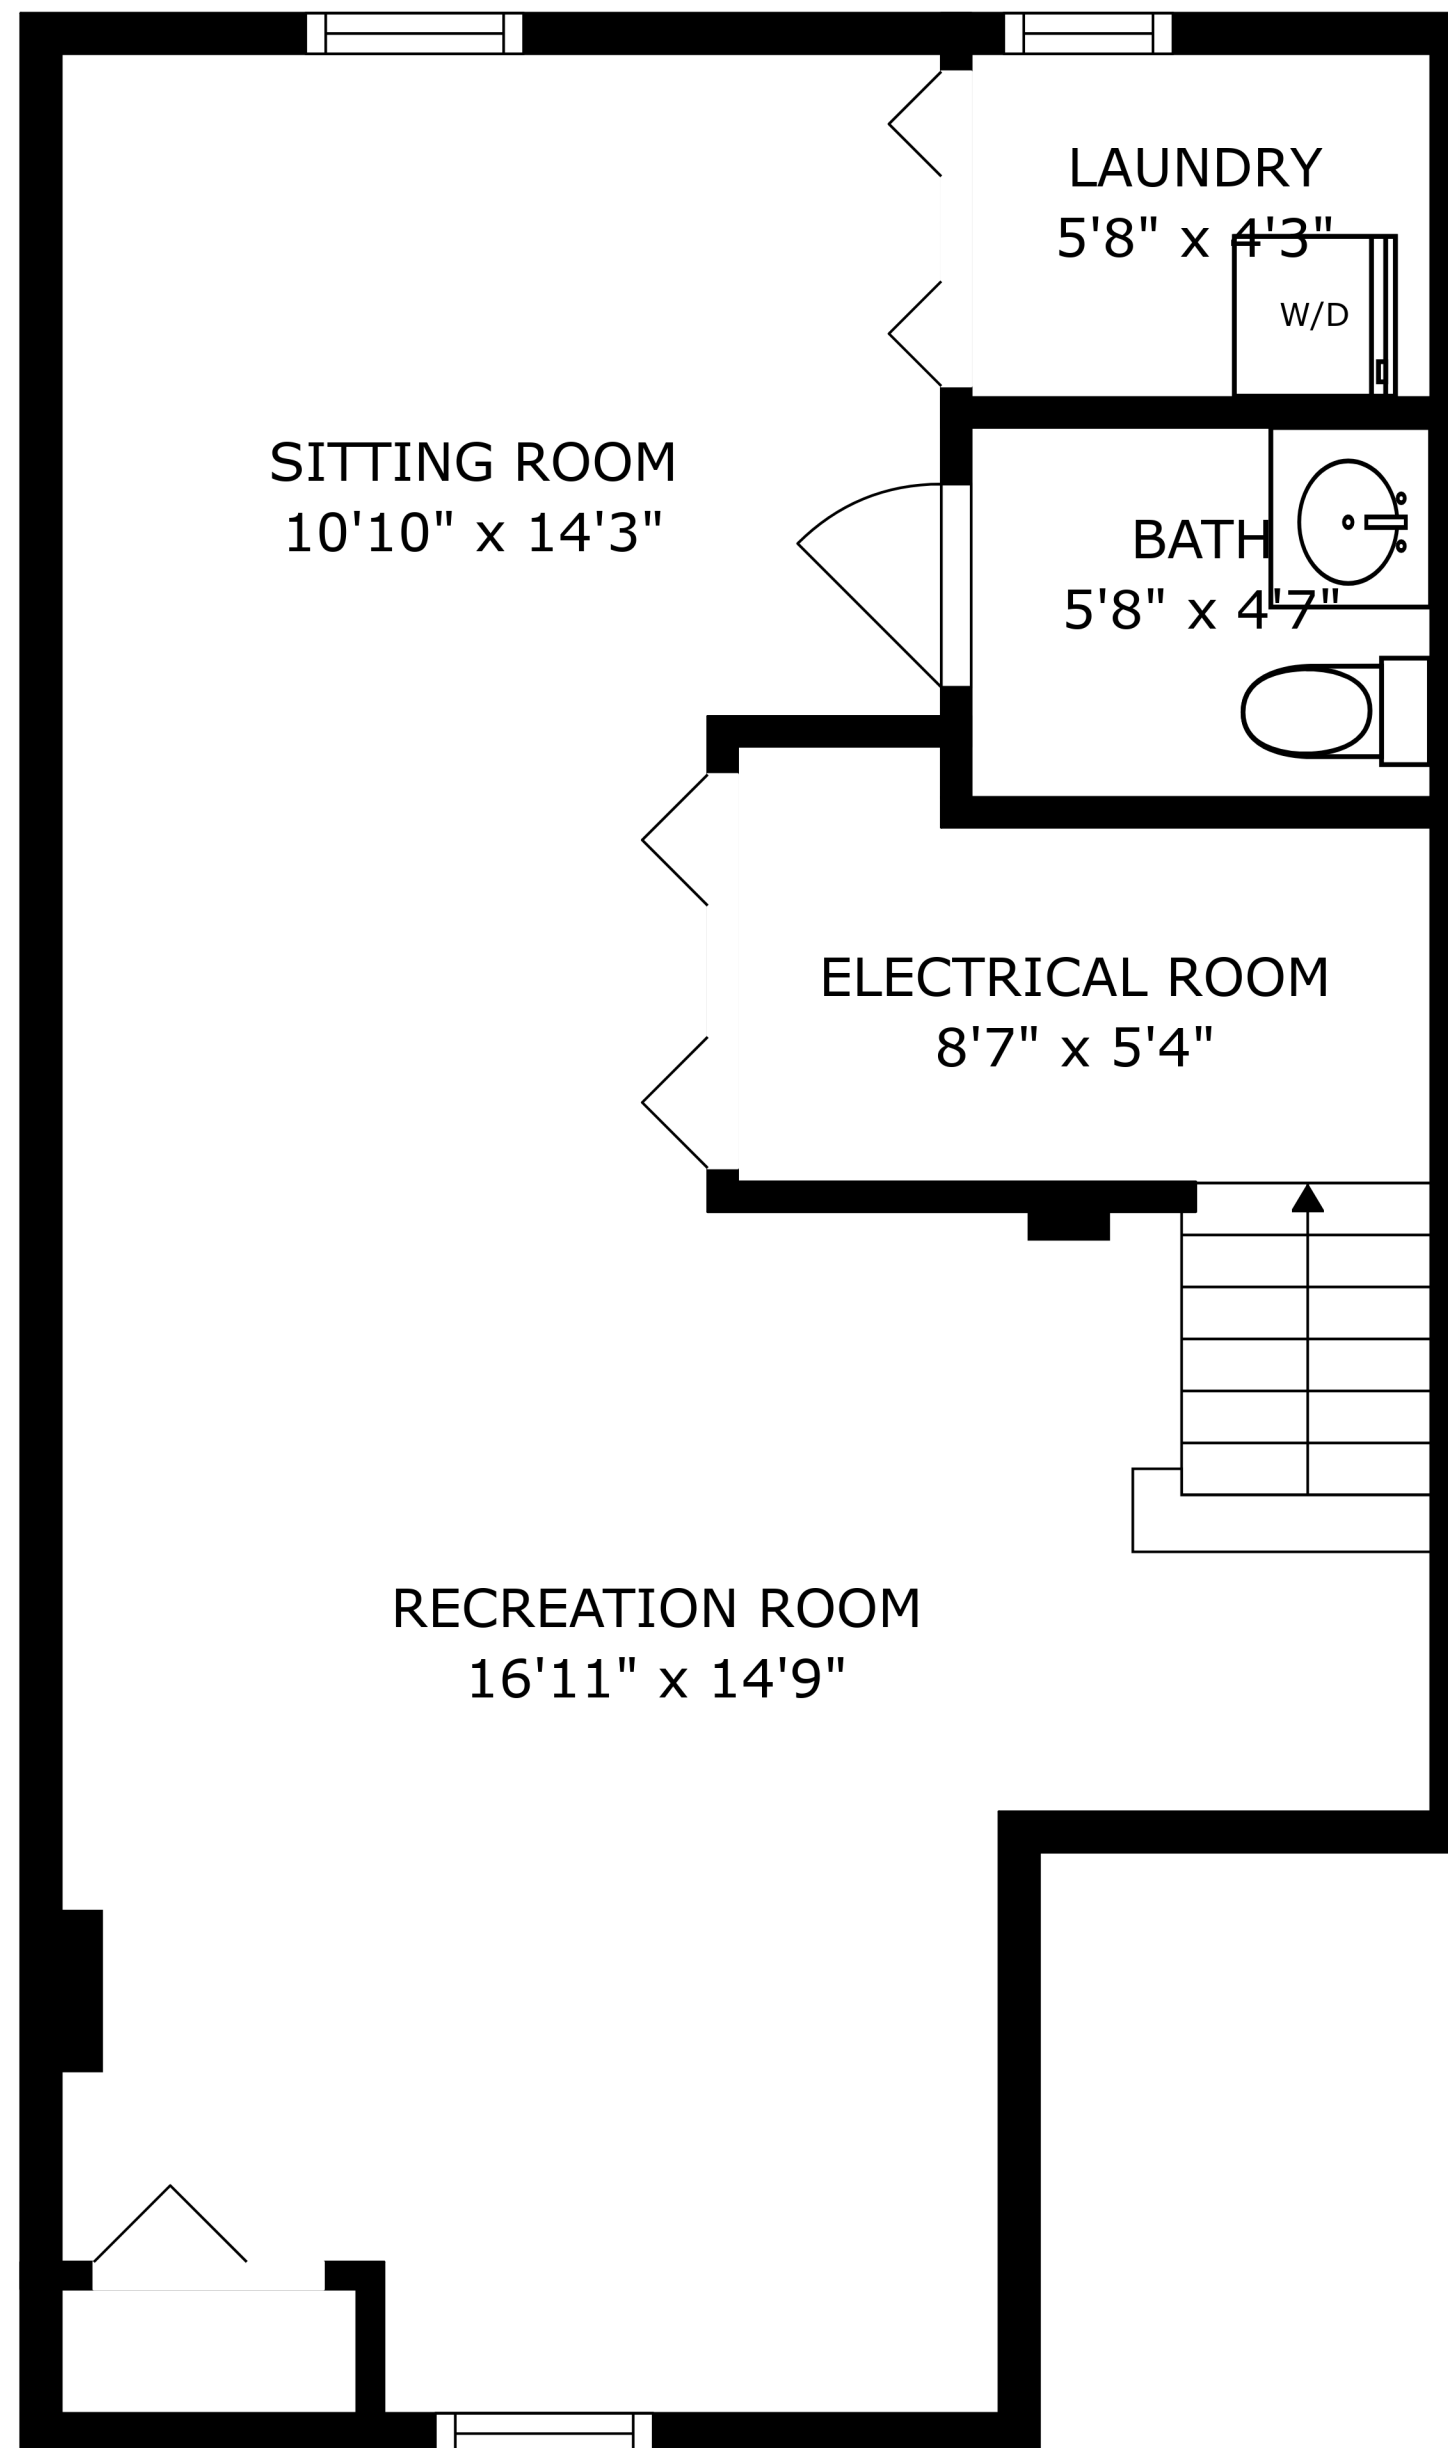 LAUNDRY
5'8" x 4'3"
W/D
SITTING ROOM
10'10" x 14'3"
BATH
5'8" x 4'7"
ELECTRICAL ROOM
8'7" x 5'4"
RECREATION ROOM
16'11" x 14'9"